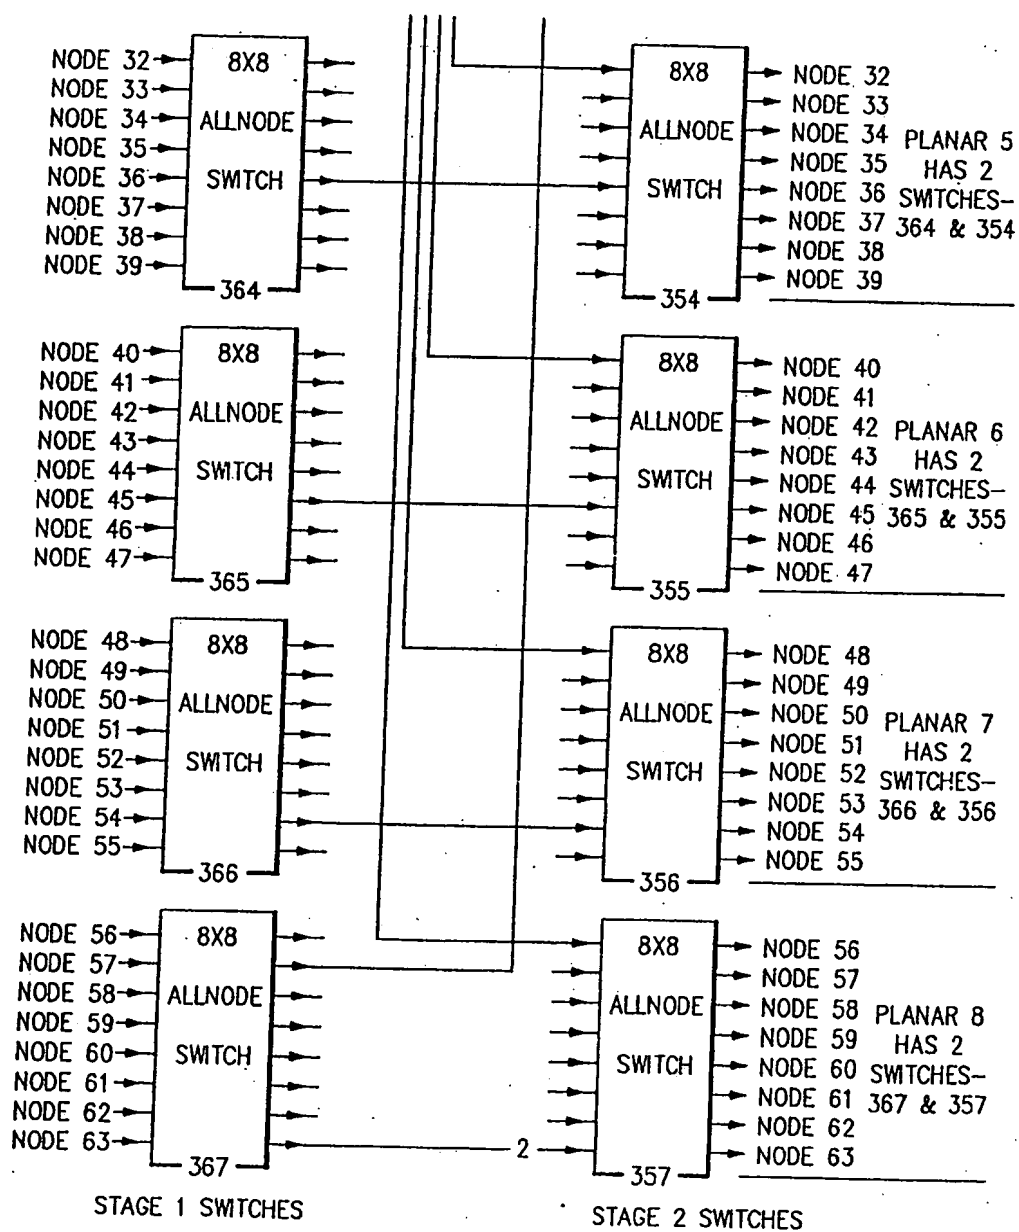 NODE 32
NODE 33
NODE 34
NODE 35
NODE 36
NODE 37
NODE 38
NODE 39
8X8
ALLNODE
SWITCH
364
8X8
ALLNODE
SWITCH
354
NODE 32
NODE 33
NODE 34
NODE 35
NODE 36
NODE 37
NODE 38
NODE 39
PLANAR 5
HAS 2
SWITCHES-
364 & 354
NODE 40
NODE 41
NODE 42
NODE 43
NODE 44
NODE 45
NODE 46
NODE 47
8X8
ALLNODE
SWITCH
365
8X8
ALLNODE
SWITCH
355
NODE 40
NODE 41
NODE 42
NODE 43
NODE 44
NODE 45
NODE 46
NODE 47
PLANAR 6
HAS 2
SWITCHES-
365 & 355
NODE 48
NODE 49
NODE 50
NODE 51
NODE 52
NODE 53
NODE 54
NODE 55
8X8
ALLNODE
SWITCH
366
8X8
ALLNODE
SWITCH
356
NODE 48
NODE 49
NODE 50
NODE 51
NODE 52
NODE 53
NODE 54
NODE 55
PLANAR 7
HAS 2
SWITCHES-
366 & 356
NODE 56
NODE 57
NODE 58
NODE 59
NODE 60
NODE 61
NODE 62
NODE 63
8X8
ALLNODE
SWITCH
367
2
8X8
ALLNODE
SWITCH
357
NODE 56
NODE 57
NODE 58
NODE 59
NODE 60
NODE 61
NODE 62
NODE 63
PLANAR 8
HAS 2
SWITCHES-
367 & 357
STAGE 1 SWITCHES
STAGE 2 SWITCHES